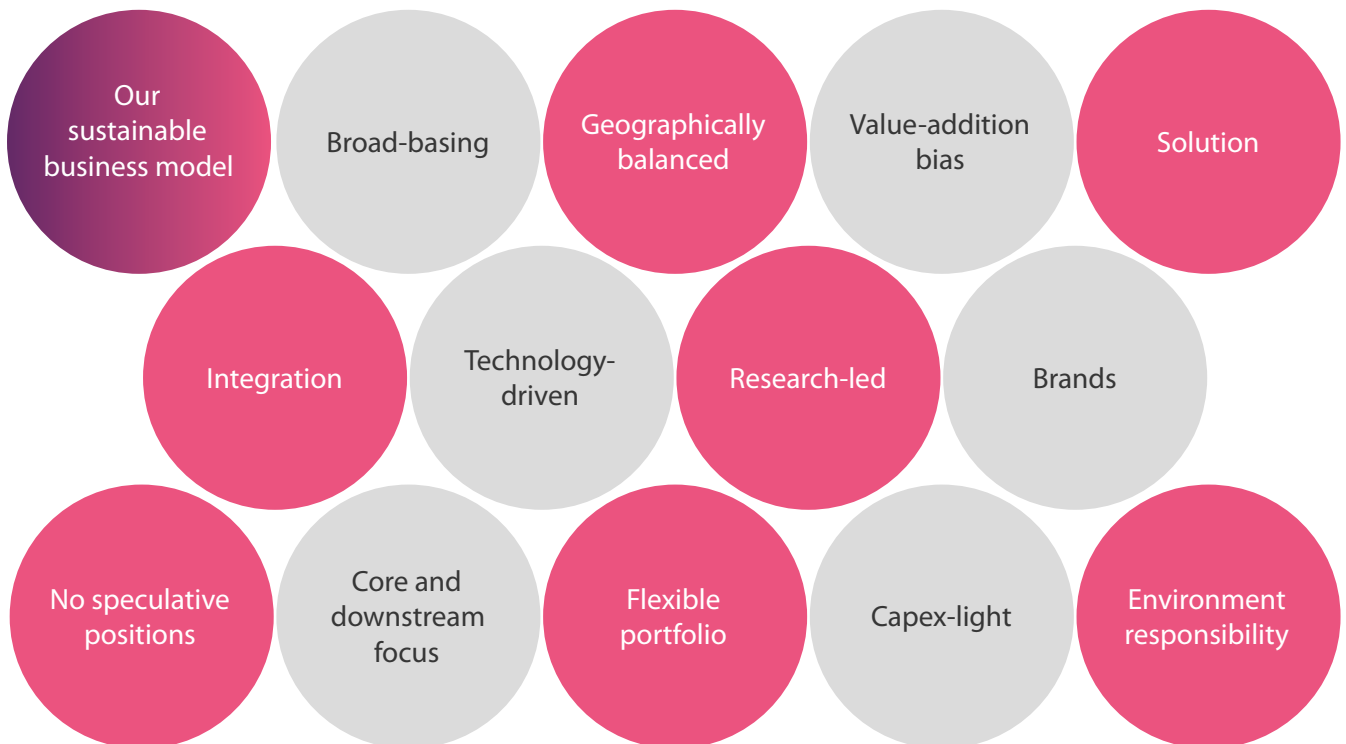 Our
sustainable
business model
Broad-basing
Geographically
balanced
Value-addition
bias
Solution
Integration
Technology-
driven
Research-led
Brands
No speculative
positions
Core and
downstream
focus
Flexible
portfolio
Capex-light
Environment
responsibility